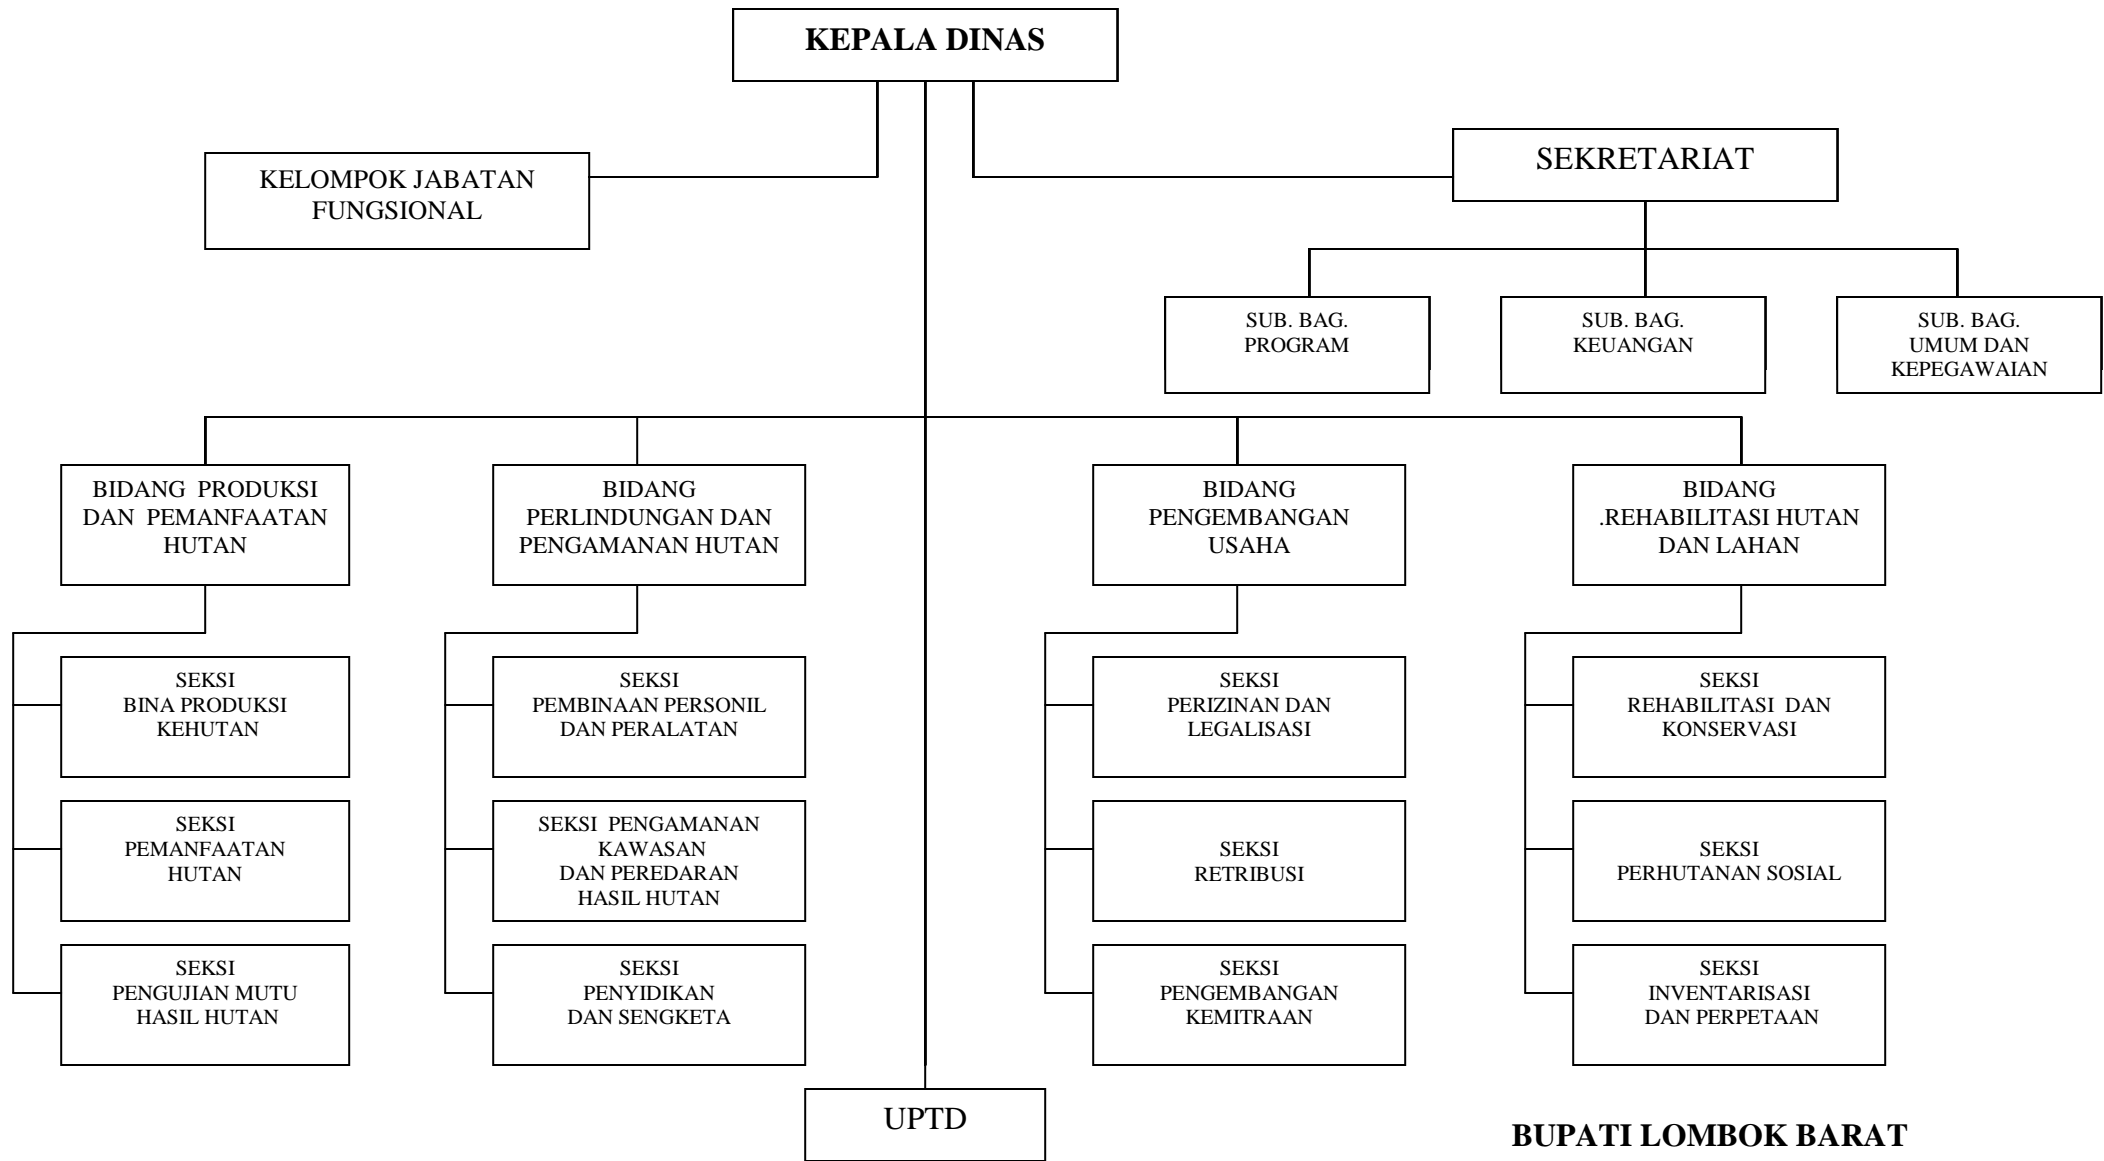 KEPALA DINAS
KELOMPOK JABATAN
FUNGSIONAL
SEKRETARIAT
SUB. BAG.
PROGRAM
SUB. BAG.
KEUANGAN
SUB. BAG.
UMUM DAN
KEPEGAWAIAN
BIDANG PRODUKSI
DAN PEMANFAATAN
HUTAN
BIDANG
PERLINDUNGAN DAN
PENGAMANAN HUTAN
BIDANG
PENGEMBANGAN
USAHA
BIDANG
.REHABILITASI HUTAN
DAN LAHAN
SEKSI
BINA PRODUKSI
KEHUTAN
SEKSI
PEMBINAAN PERSONIL
DAN PERALATAN
SEKSI
PERIZINAN DAN
LEGALISASI
SEKSI
REHABILITASI DAN
KONSERVASI
SEKSI
PEMANFAATAN
HUTAN
SEKSI PENGAMANAN
KAWASAN
DAN PEREDARAN
HASIL HUTAN
SEKSI
RETRIBUSI
SEKSI
PERHUTANAN SOSIAL
SEKSI
PENGUJIAN MUTU
HASIL HUTAN
SEKSI
PENYIDIKAN
DAN SENGKETA
SEKSI
PENGEMBANGAN
KEMITRAAN
SEKSI
INVENTARISASI
DAN PERPETAAN
UPTD
BUPATI LOMBOK BARAT